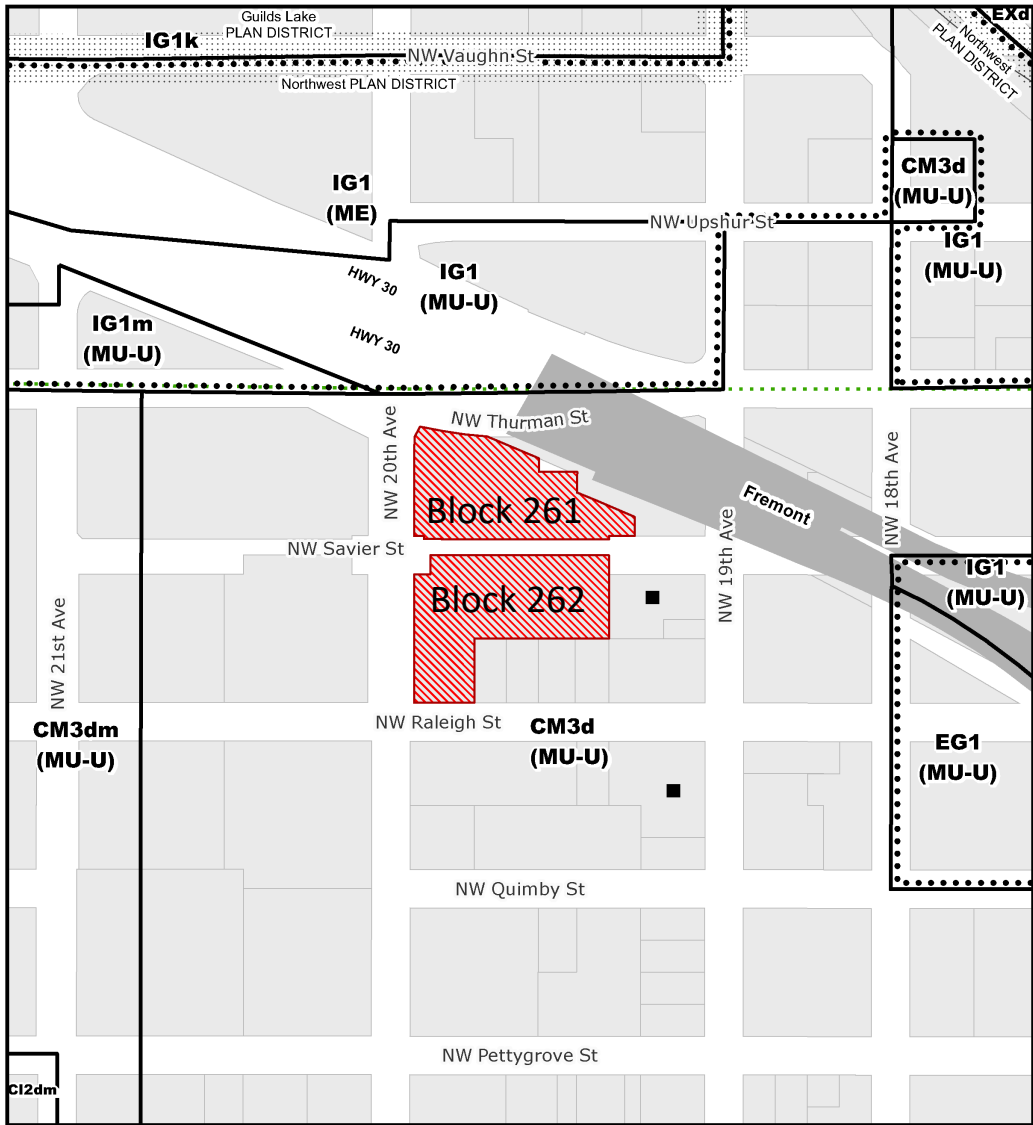 Guilds Lake
PLAN DISTRICT
EXd
IG1k
NW Vaughn St
Northwest PLAN DISTRICT
Northwest
PLAN DISTRICT
CM3d
(MU-U)
IG1
(ME)
NW Upshur St
IG1
(MU-U)
HWY 30
IG1
(MU-U)
IG1m
(MU-U)
HWY 30
NW Thurman St
NW 20th Ave
NW 18th Ave
Block 261
Fremont
NW Savier St
NW 19th Ave
IG1
(MU-U)
Block 262
NW 21st Ave
NW Raleigh St
CM3dm
(MU-U)
CM3d
(MU-U)
EG1
(MU-U)
NW Quimby St
NW Pettygrove St
CI2dm